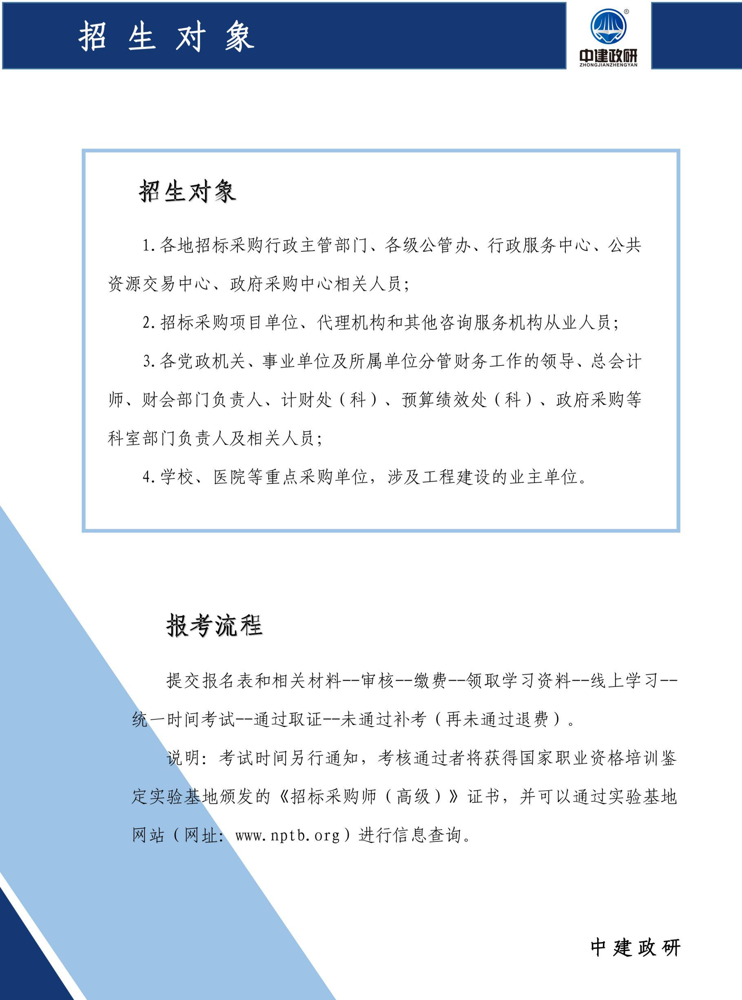 招生对象
®
中建政研
ZHONGJIANZHENGYAN
招生对象
1.各地招标采购行政主管部门、各级公管办、行政服务中心、公共
资源交易中心、政府采购中心相关人员；
2.招标采购项目单位、代理机构和其他咨询服务机构从业人员；
3.各党政机关、事业单位及所属单位分管财务工作的领导、总会计
师、财会部门负责人、计财处（科）、预算绩效处（科）、政府采购等
科室部门负责人及相关人员；
4.学校、医院等重点采购单位，涉及工程建设的业主单位。
报考流程
提交报名表和相关材料--审核--缴费--领取学习资料--线上学习--
统一时间考试--通过取证--未通过补考（再未通过退费）。
说明：考试时间另行通知，考核通过者将获得国家职业资格培训鉴
定实验基地颁发的《招标采购师（高级）》证书，并可以通过实验基地
网站（网址：www.nptb.org）进行信息查询。
中建政研